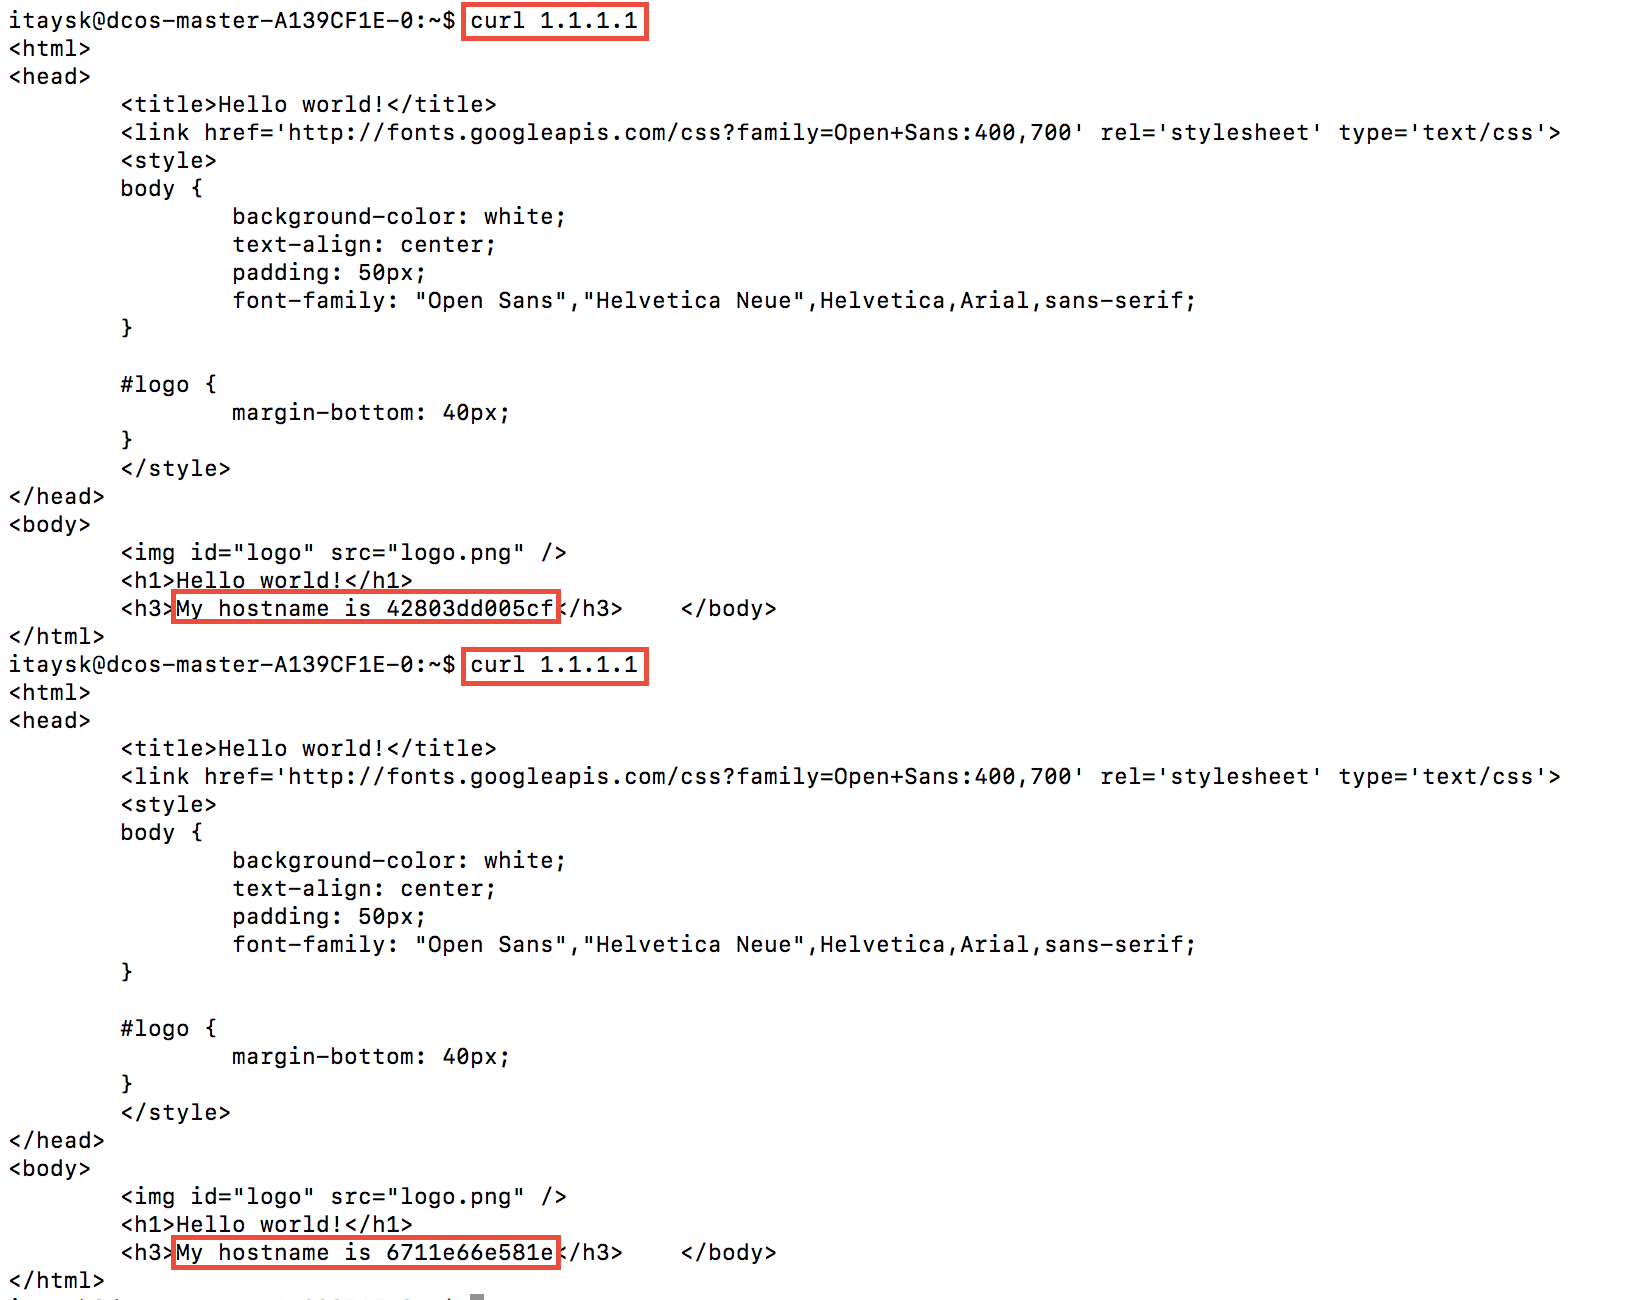 itaysk@dcos-master-A139CF1E-0:~$ curl 1.1.1.1
<html>
<head>
        <title>Hello world!</title>
        <link href='http://fonts.googleapis.com/css?family=Open+Sans:400,700' rel='stylesheet' type='text/css'>
        <style>
        body {
                background-color: white;
                text-align: center;
                padding: 50px;
                font-family: "Open Sans","Helvetica Neue",Helvetica,Arial,sans-serif;
        }

        #logo {
                margin-bottom: 40px;
        }
        </style>
</head>
<body>
        <img id="logo" src="logo.png" />
        <h1>Hello world!</h1>
        <h3>My hostname is 42803dd005cf</h3>    </body>
</html>
itaysk@dcos-master-A139CF1E-0:~$ curl 1.1.1.1
<html>
<head>
        <title>Hello world!</title>
        <link href='http://fonts.googleapis.com/css?family=Open+Sans:400,700' rel='stylesheet' type='text/css'>
        <style>
        body {
                background-color: white;
                text-align: center;
                padding: 50px;
                font-family: "Open Sans","Helvetica Neue",Helvetica,Arial,sans-serif;
        }

        #logo {
                margin-bottom: 40px;
        }
        </style>
</head>
<body>
        <img id="logo" src="logo.png" />
        <h1>Hello world!</h1>
        <h3>My hostname is 6711e66e581e</h3>    </body>
</html>